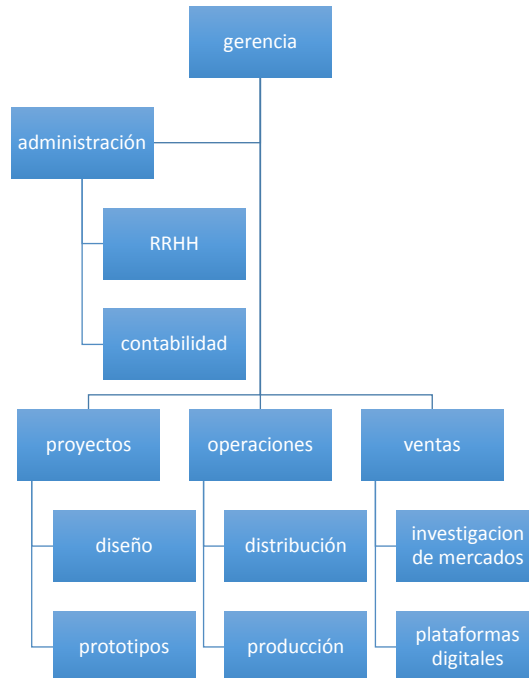 gerencia
administración
RRHH
contabilidad
proyectos
operaciones
ventas
diseño
distribución
investigacion
de mercados
prototipos
producción
plataformas
digitales